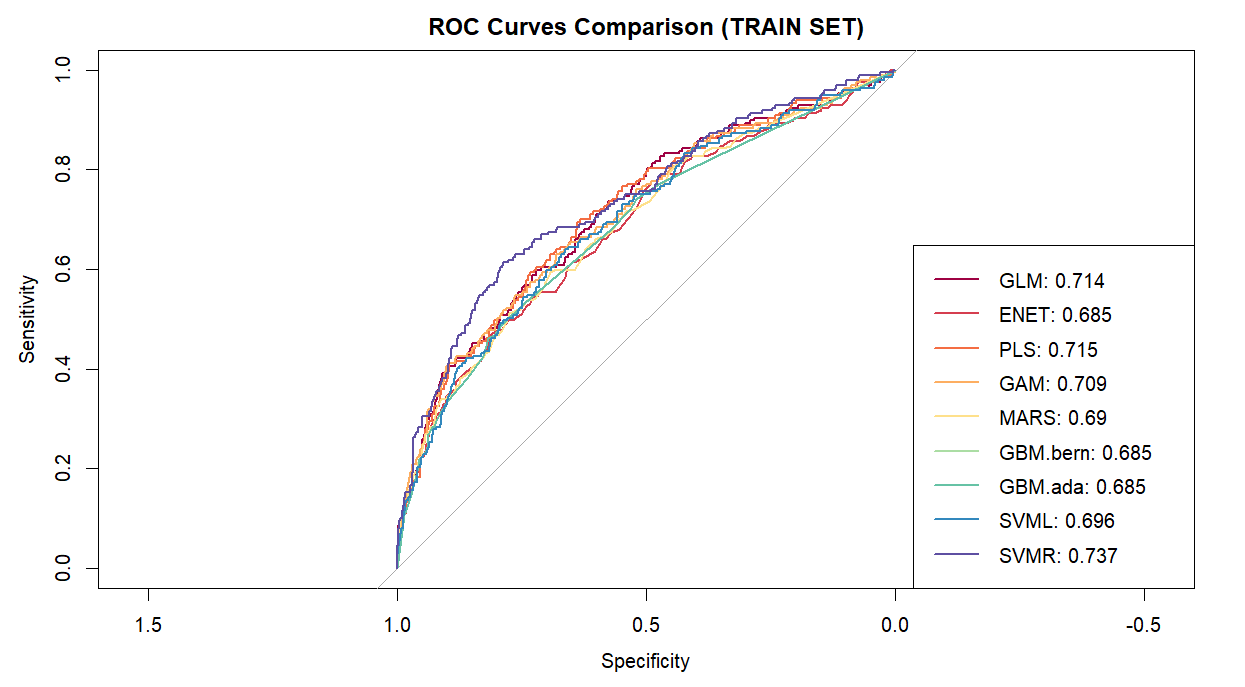 ROC Curves Comparison (TRAIN SET)
Sensitivity
1.0
0.8
0.6
0.4
0.2
0.0
GLM: 0.714
ENET: 0.685
PLS: 0.715
GAM: 0.709
MARS: 0.69
GBM.bern: 0.685
GBM.ada: 0.685
SVML: 0.696
SVMR: 0.737
1.5 1.0 0.5 0.0 -0.5
Specificity